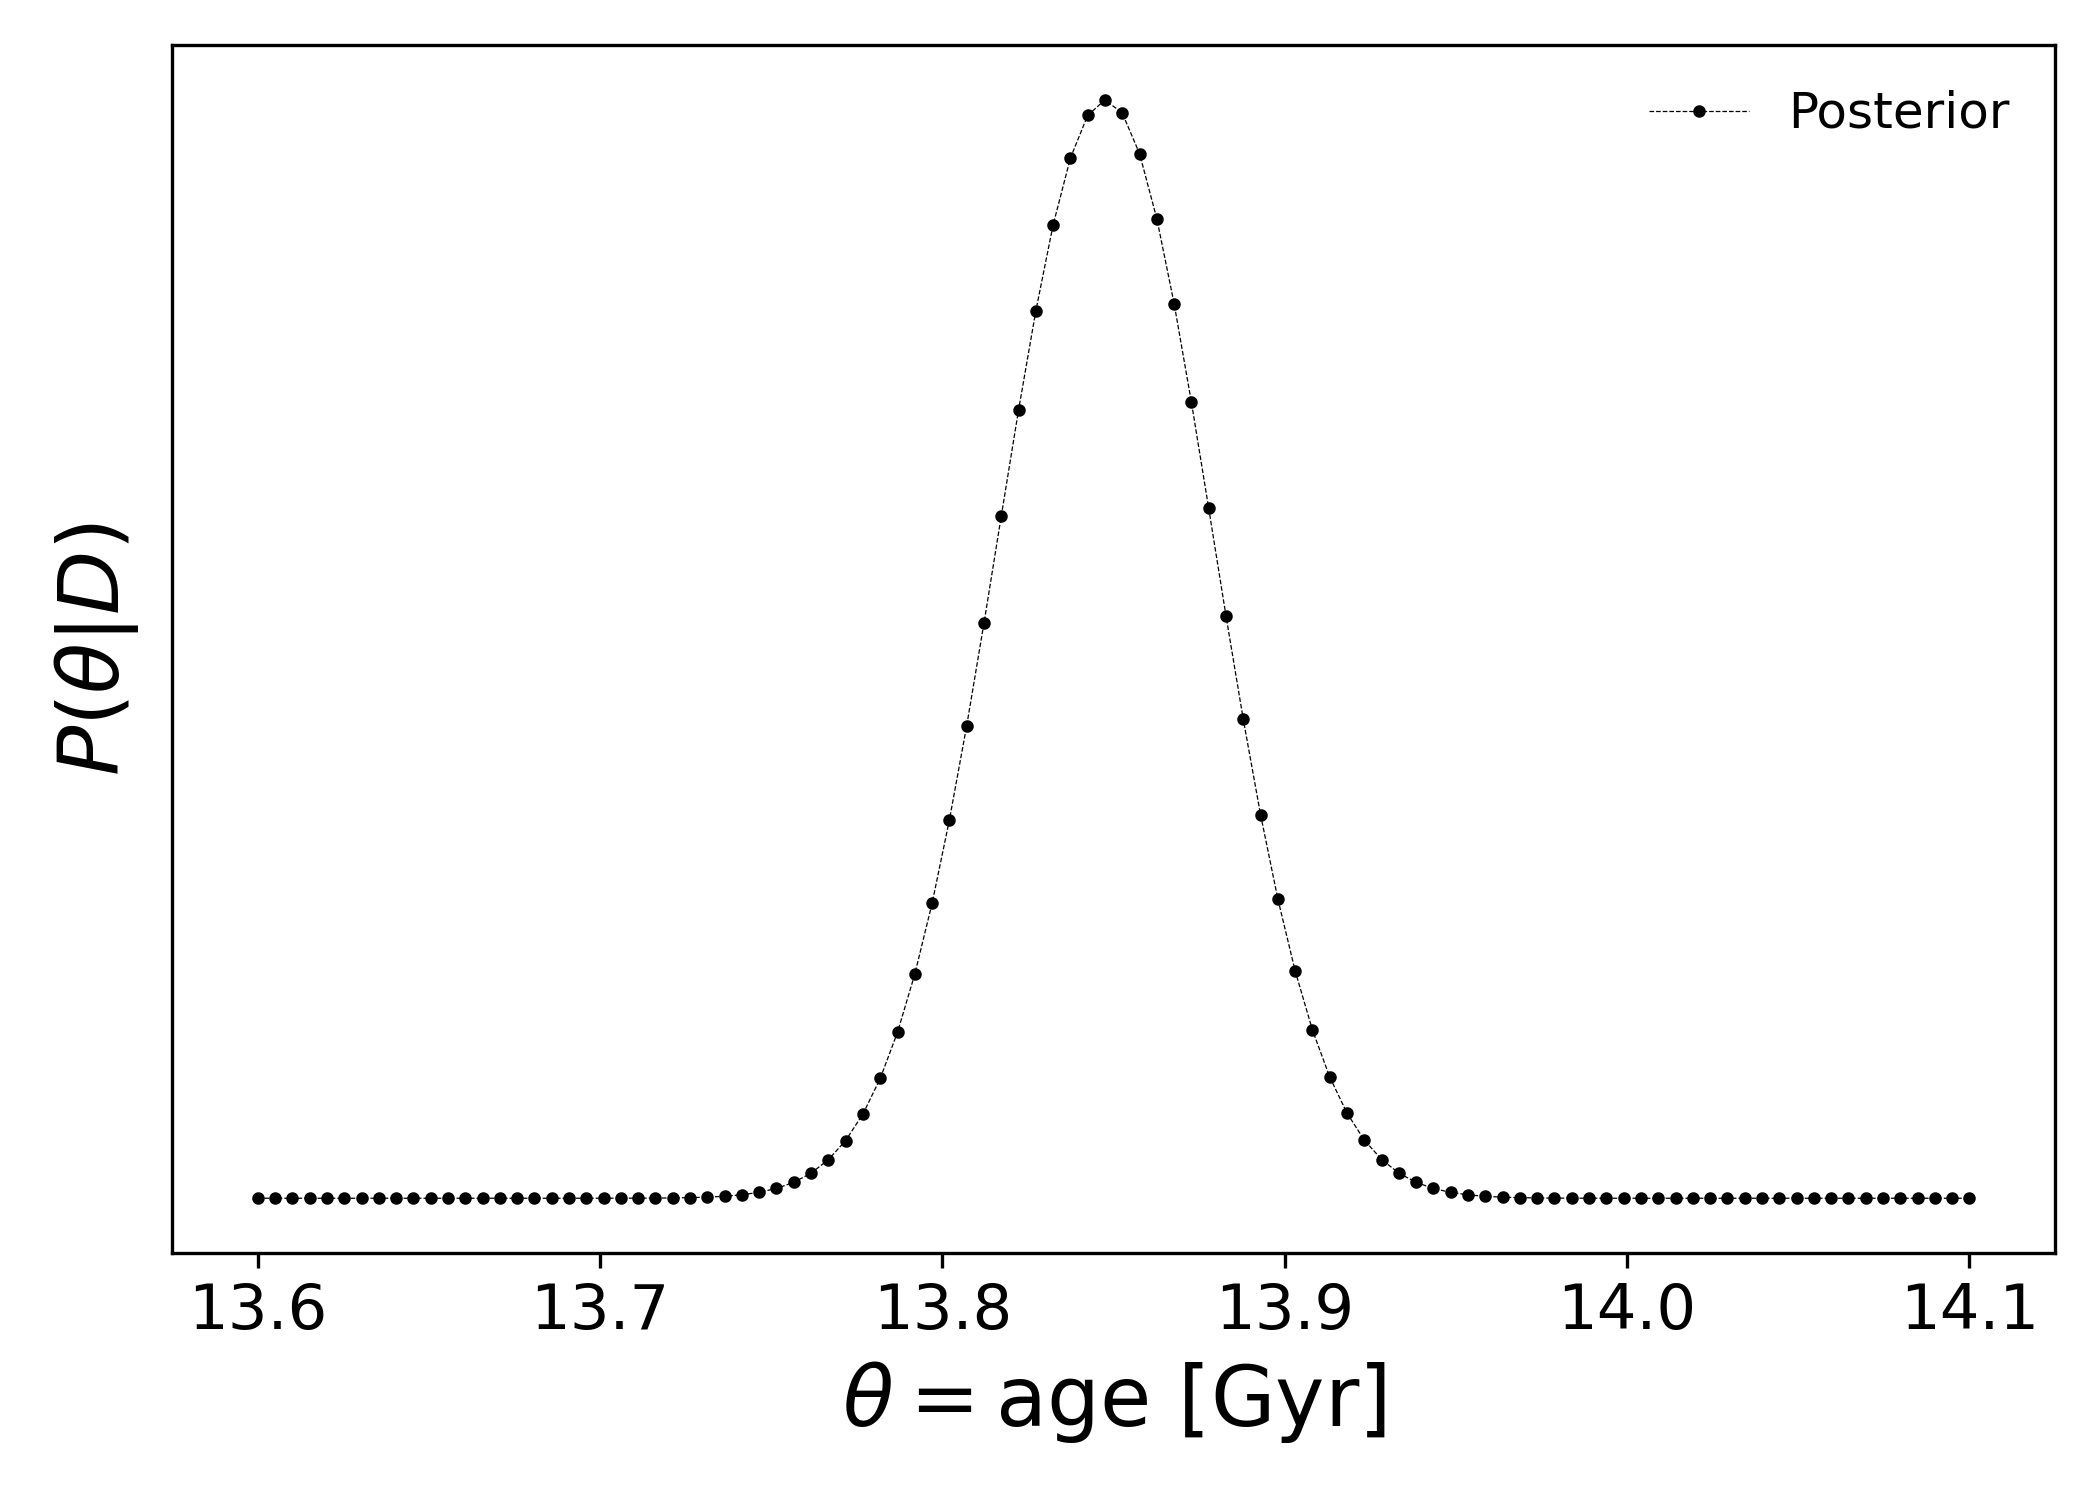 Posterior
P(θ|D)
13.6 13.7 13.8 13.9 14.0 14.1
θ = age [Gyr]